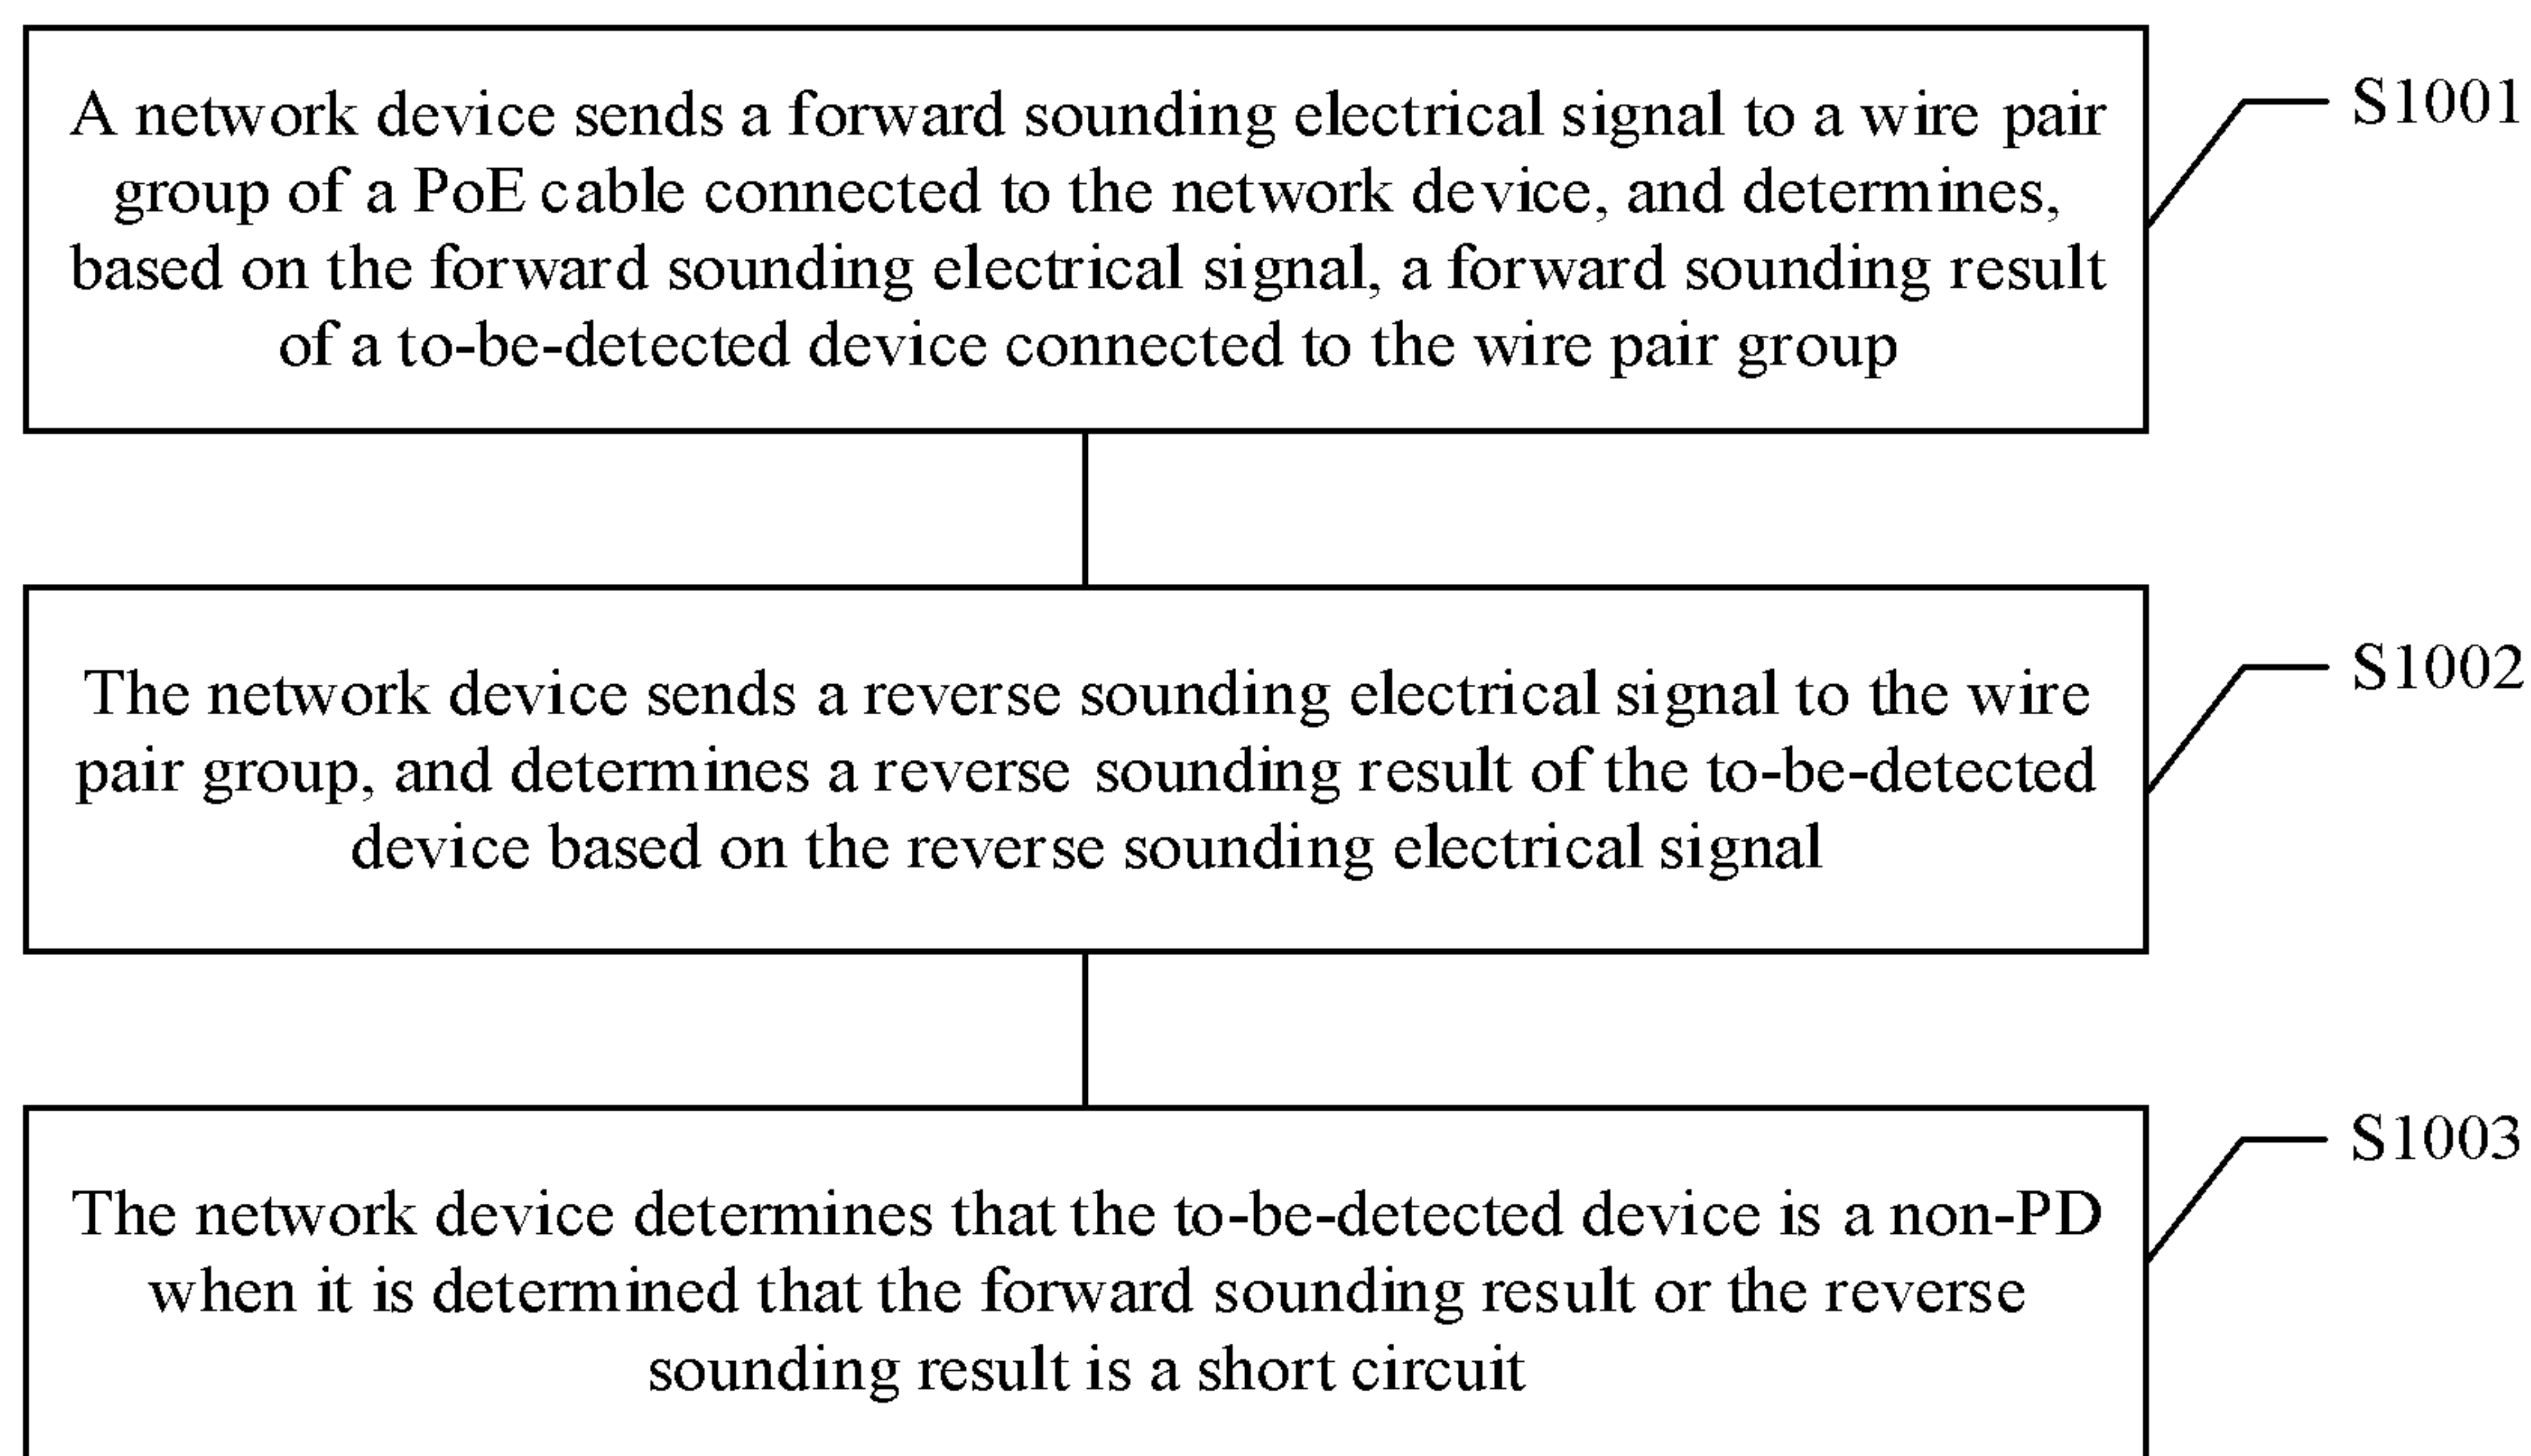 A network device sends a forward sounding electrical signal to a wire pair
group of a PoE cable connected to the network device, and determines,
based on the forward sounding electrical signal, a forward sounding result
of a to-be-detected device connected to the wire pair group
S1001
The network device sends a reverse sounding electrical signal to the wire
pair group, and determines a reverse sounding result of the to-be-detected
device based on the reverse sounding electrical signal
S1002
The network device determines that the to-be-detected device is a non-PD
when it is determined that the forward sounding result or the reverse
sounding result is a short circuit
S1003